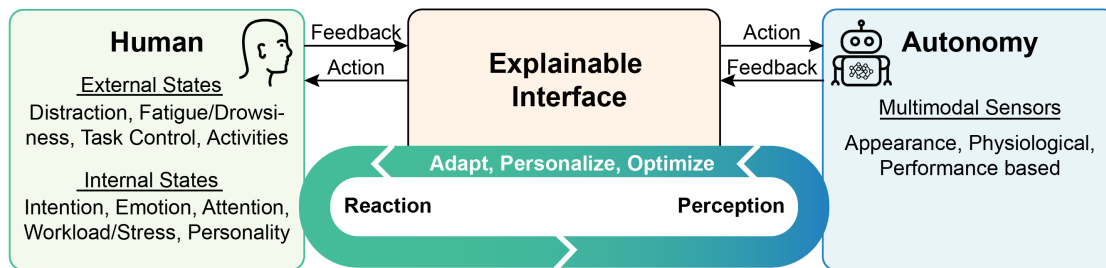 Human
External States
Distraction, Fatigue/Drowsi-
ness, Task Control, Activities
Internal States
Intention, Emotion, Attention,
Workload/Stress, Personality
Feedback
Action
Explainable
Interface
Action
Feedback
Autonomy
Multimodal Sensors
Appearance, Physiological,
Performance based
Adapt, Personalize, Optimize
Reaction
Perception